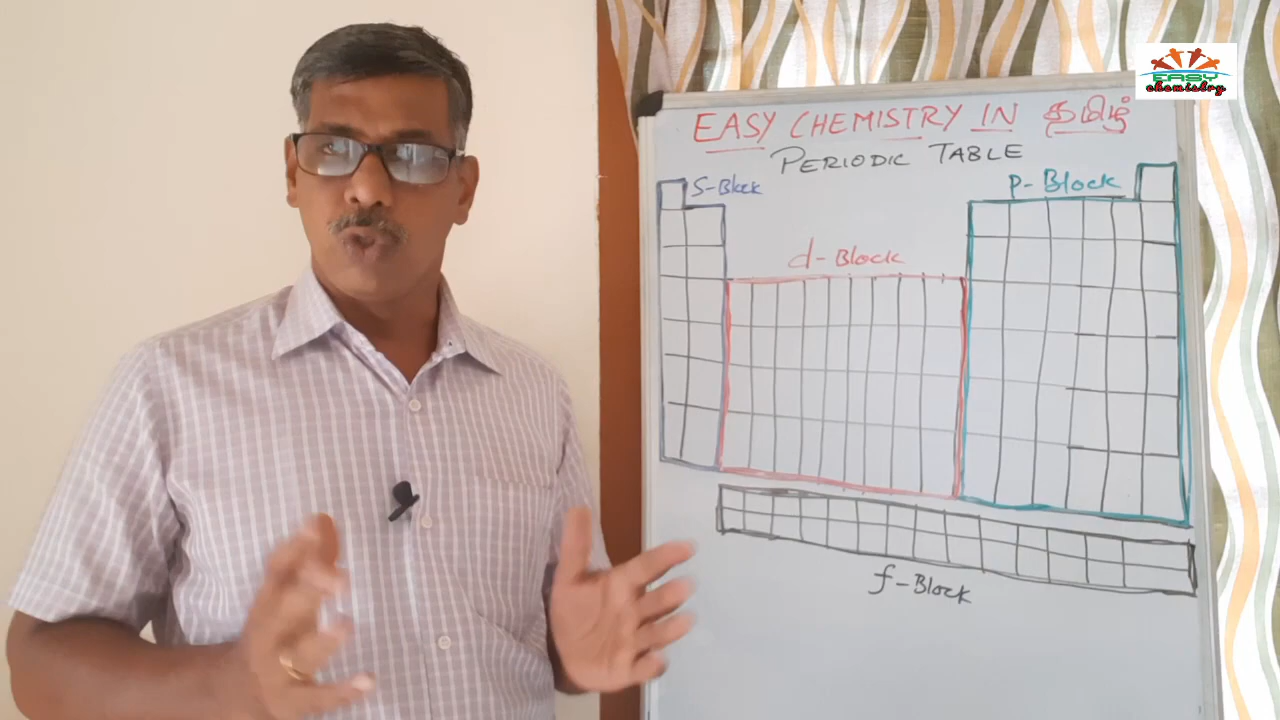 EASY
chemistry
EASY CHEMISTRY IN தமிழ்
PERIODIC TABLE
S-Block
P-Block
d-Block
f-Block